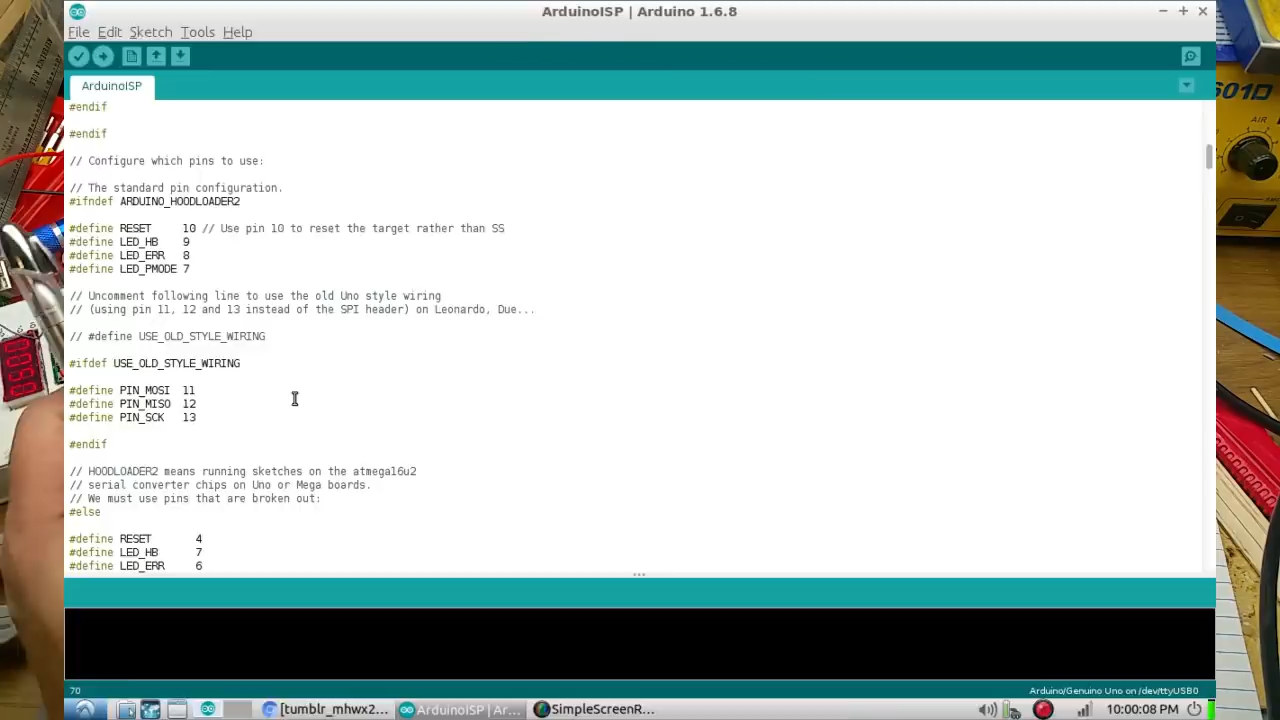 ArduinoISP | Arduino 1.6.8
File Edit Sketch Tools Help
ArduinoISP
#endif
#endif
// Configure which pins to use:
// The standard pin configuration.
#ifndef ARDUINO_HOODLOADER2
#define RESET 10 // Use pin 10 to reset the target rather than SS
#define LED_HB 9
#define LED_ERR 8
#define LED_PMODE 7
// Uncomment following line to use the old Uno style wiring
// (using pin 11, 12 and 13 instead of the SPI header) on Leonardo, Due...
// #define USE_OLD_STYLE_WIRING
#ifdef USE_OLD_STYLE_WIRING
#define PIN_MOSI 11
#define PIN_MISO 12
#define PIN_SCK 13
#endif
// HOODLOADER2 means running sketches on the atmega16u2
// serial converter chips on Uno or Mega boards.
// We must use pins that are broken out:
#else
#define RESET 4
#define LED_HB 7
#define LED_ERR 6
70
Arduino/Genuino Uno on /dev/ttyUSB0
[tumblr_mhwx2...
ArduinoISP | Ar...
SimpleScreenR...
10:00:08 PM
601D
AIR